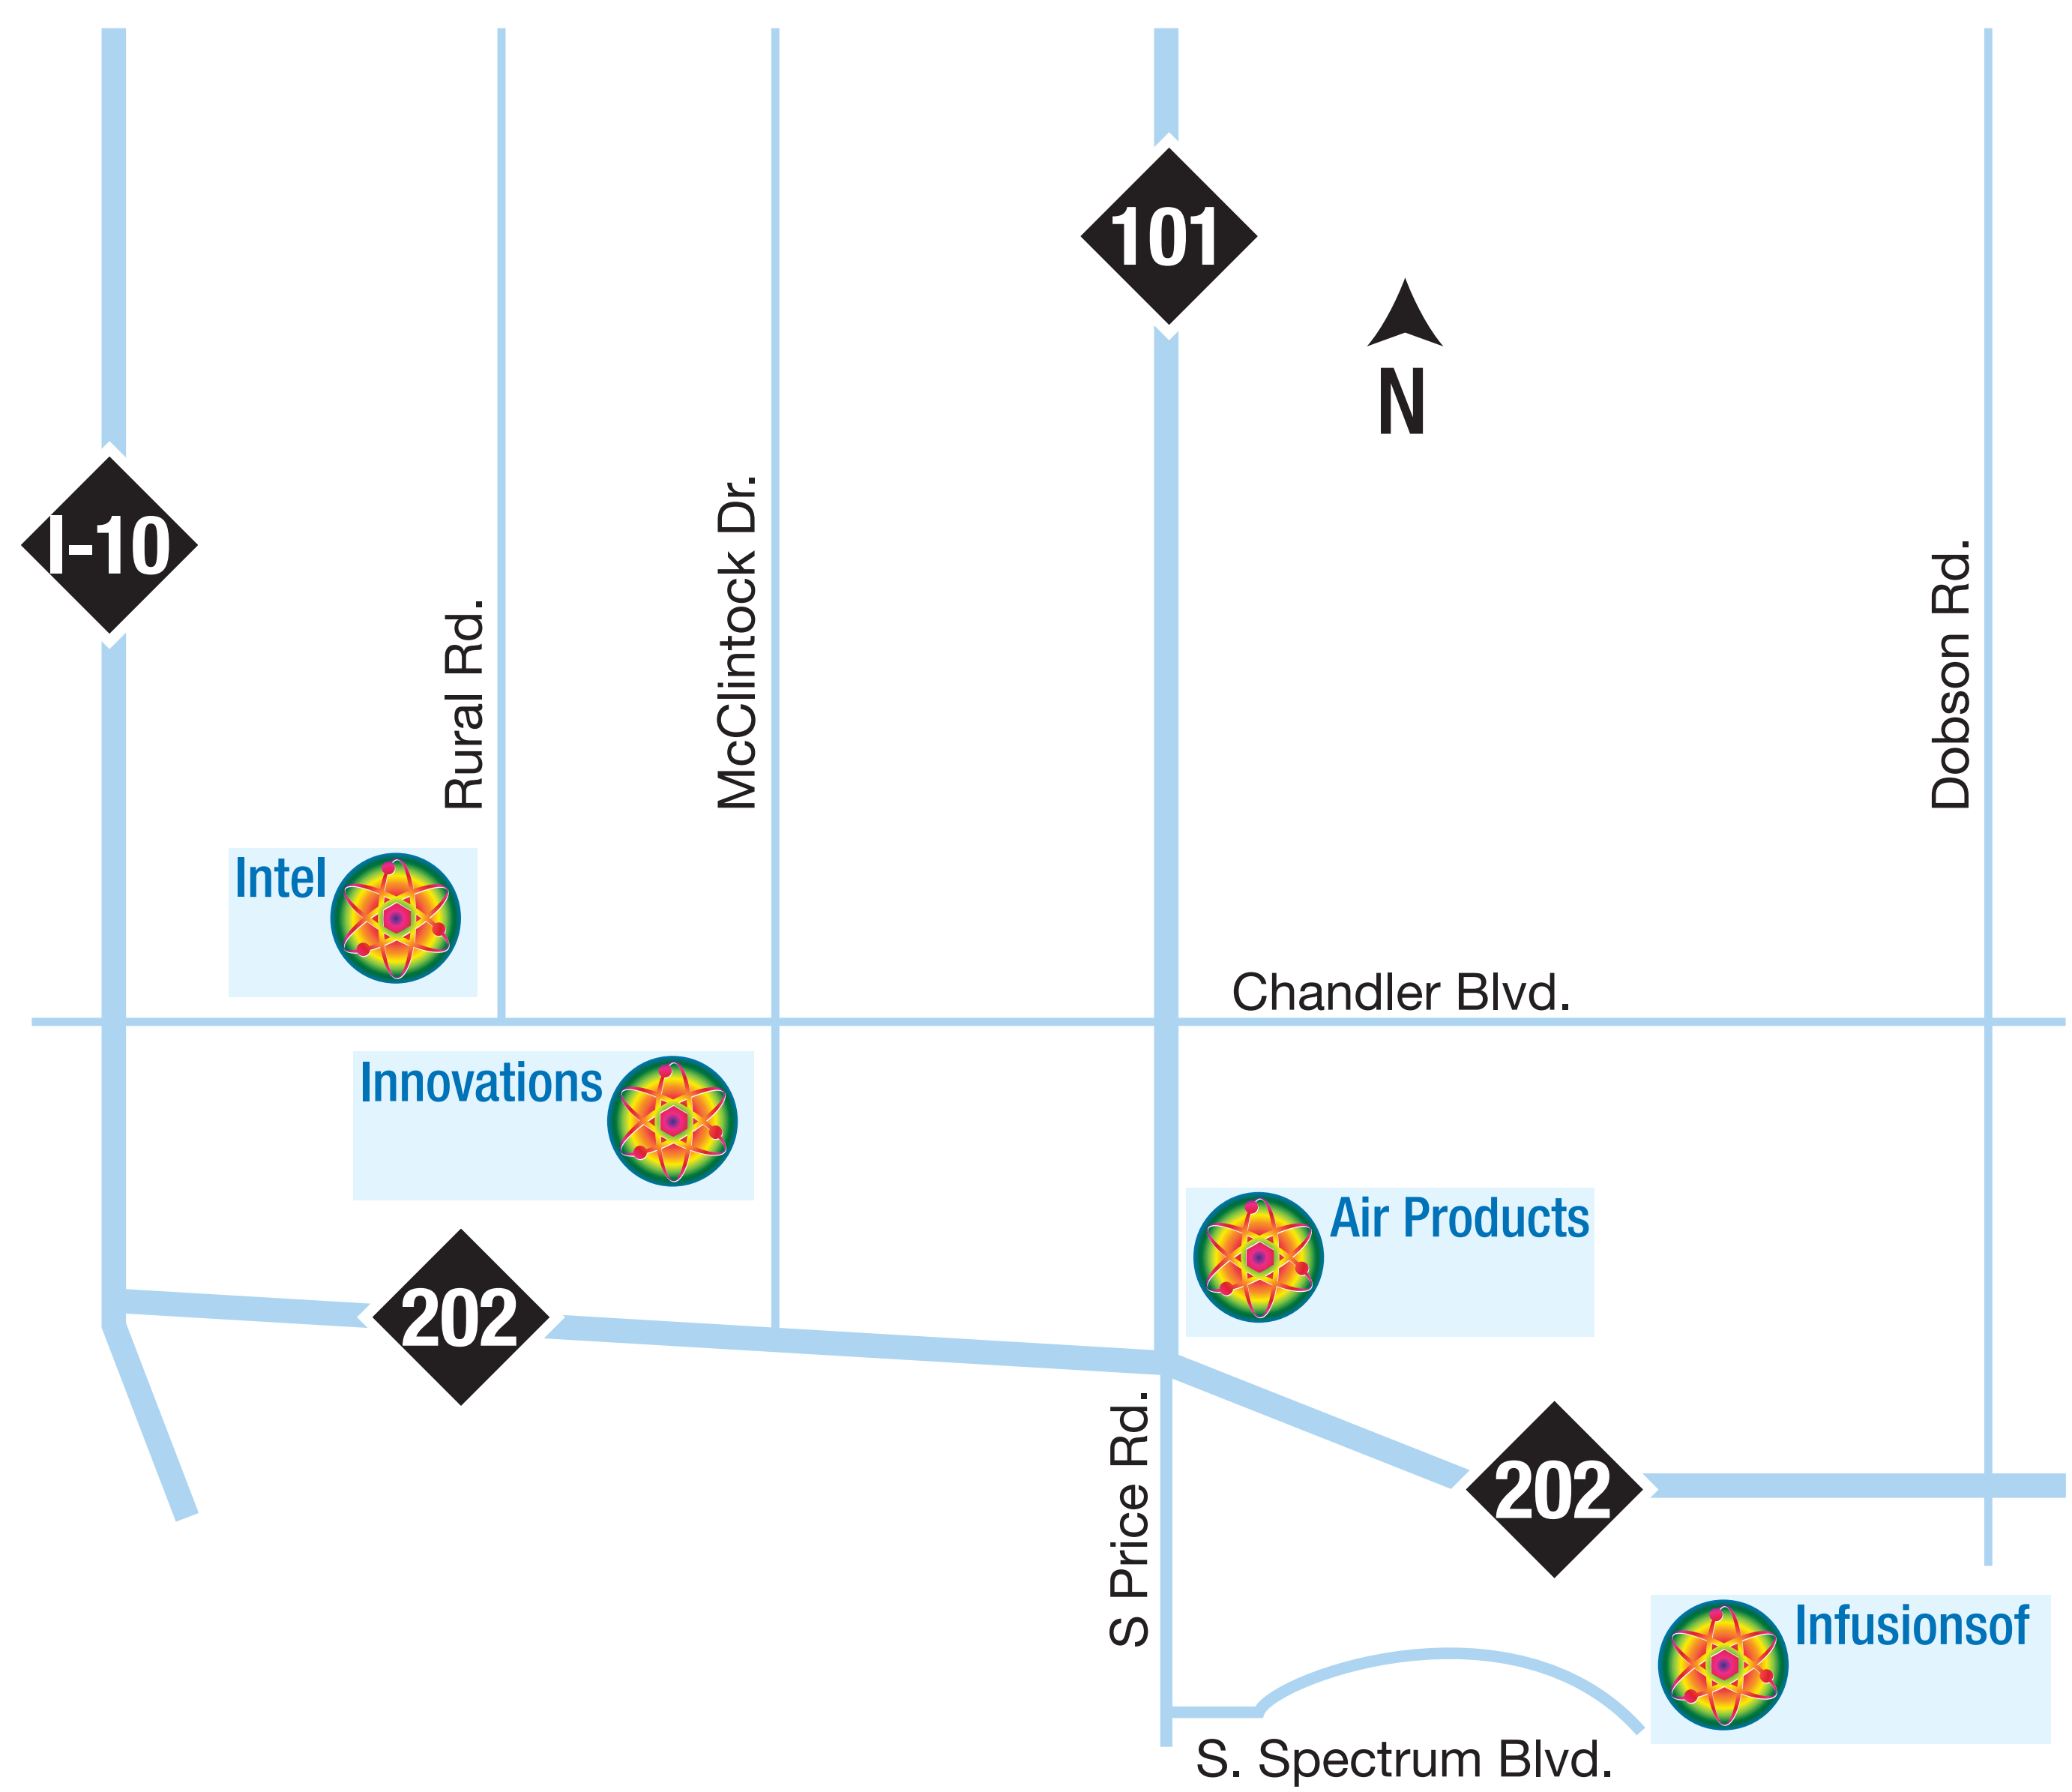 101
N
I-10
McClintock Dr.
Rural Rd.
Dobson Rd.
Intel
Chandler Blvd.
Innovations
Air Products
202
S Price Rd.
202
Infusionsof
S. Spectrum Blvd.